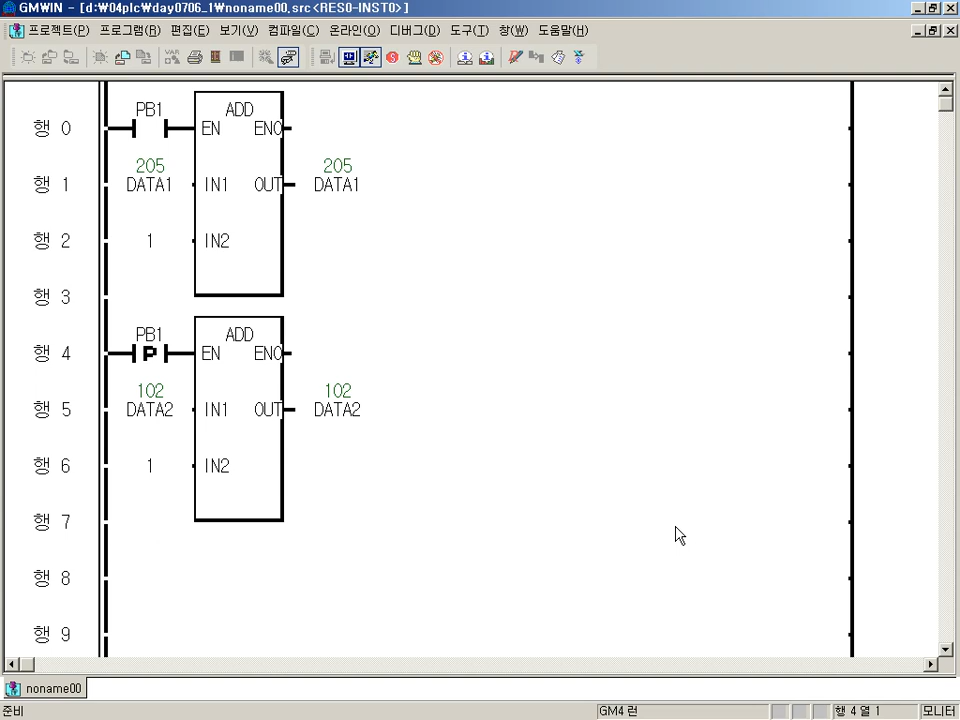 GMWIN - [d:₩04plc₩day0706_1₩noname00.src<RES0-INST0>]
프로젝트(P) 프로그램(R) 편집(E) 보기(V) 컴파일(C) 온라인(O) 디버그(D) 도구(T) 창(W) 도움말(H)
행 0 PB1 ADD EN ENO
행 1 205 DATA1 IN1 OUT 205 DATA1
행 2 1 IN2
행 3
행 4 PB1 P ADD EN ENO
행 5 102 DATA2 IN1 OUT 102 DATA2
행 6 1 IN2
행 7
행 8
행 9
noname00
준비 GM4 런 행 4 열 1 모니터